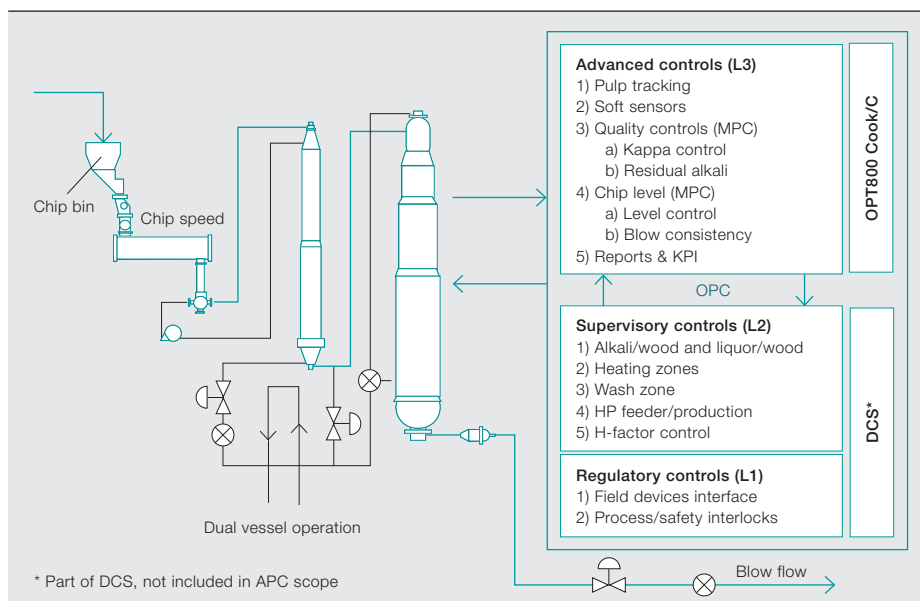 Chip bin
Chip speed
Dual vessel operation
* Part of DCS, not included in APC scope
Advanced controls (L3)
1) Pulp tracking
2) Soft sensors
3) Quality controls (MPC)
a) Kappa control
b) Residual alkali
4) Chip level (MPC)
a) Level control
b) Blow consistency
5) Reports & KPI
OPT800 Cook/C
OPC
Supervisory controls (L2)
1) Alkali/wood and liquor/wood
2) Heating zones
3) Wash zone
4) HP feeder/production
5) H-factor control
Regulatory controls (L1)
1) Field devices interface
2) Process/safety interlocks
DCS*
Blow flow